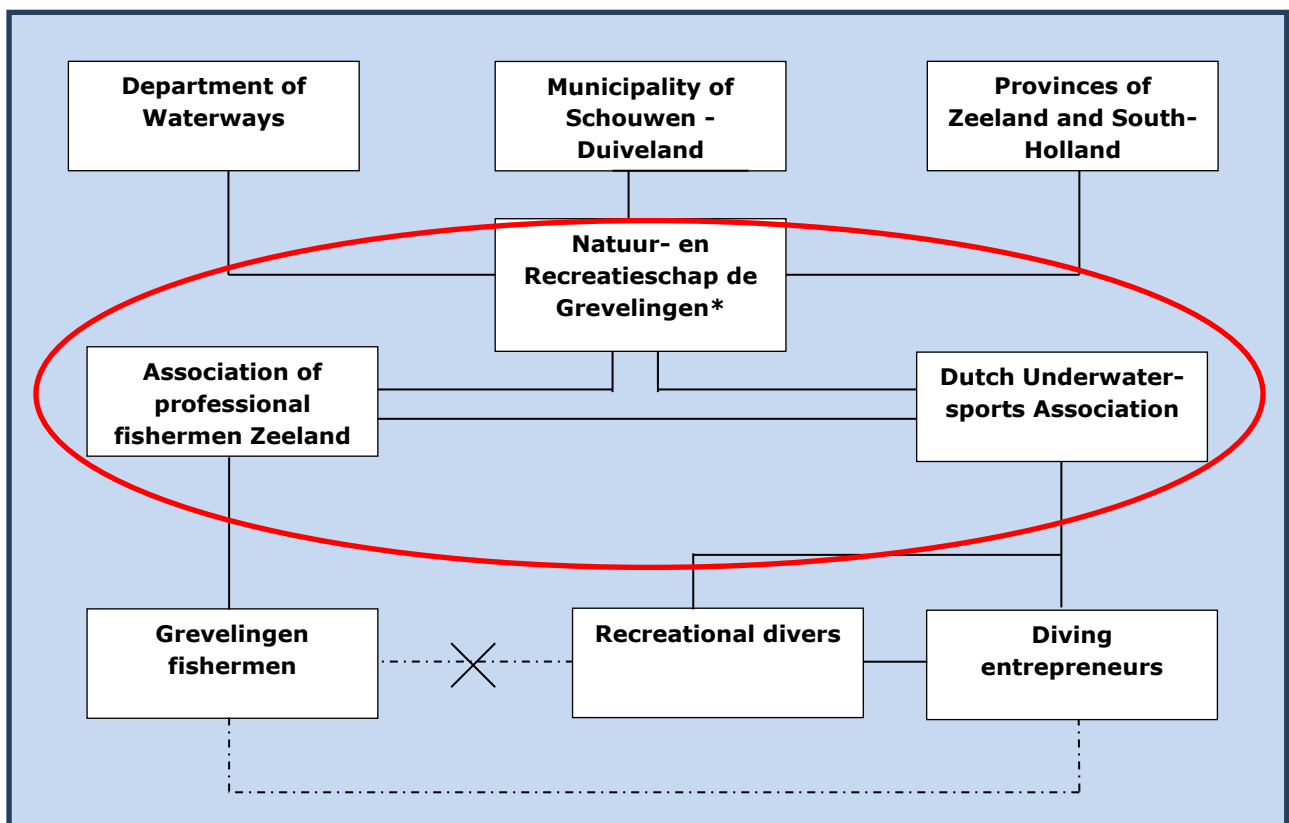 Department of
Waterways
Municipality of
Schouwen -
Duiveland
Provinces of
Zeeland and South-
Holland
Natuur- en
Recreatieschap de
Grevelingen*
Association of
professional
fishermen Zeeland
Dutch Underwater-
sports Association
Grevelingen
fishermen
Recreational divers
Diving
entrepreneurs